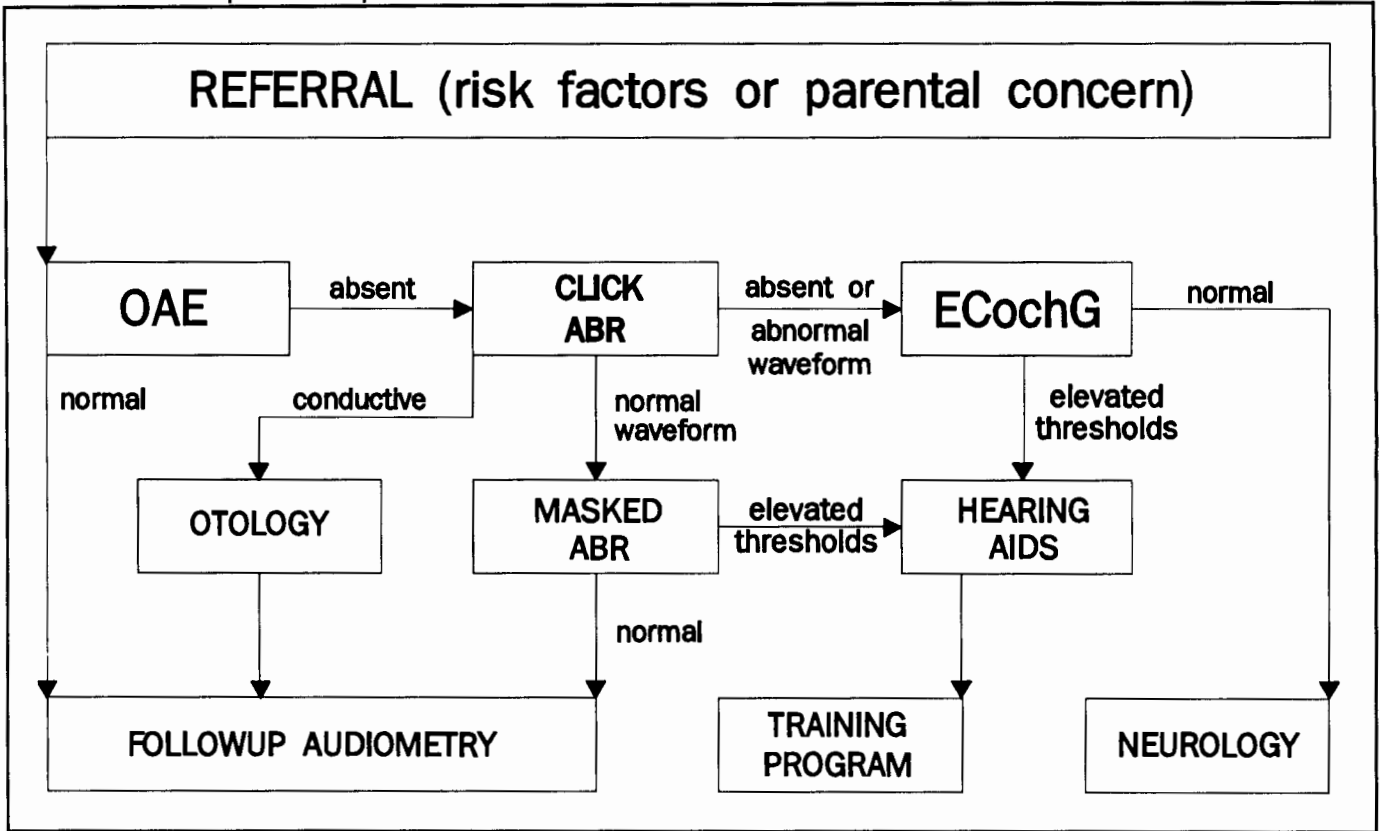 REFERRAL (risk factors or parental concern)
OAE
absent
CLICK
ABR
absent or
abnormal
waveform
ECochG
normal
normal
conductive
normal
waveform
elevated
thresholds
OTOLOGY
MASKED
ABR
elevated
thresholds
HEARING
AIDS
normal
FOLLOWUP AUDIOMETRY
TRAINING
PROGRAM
NEUROLOGY